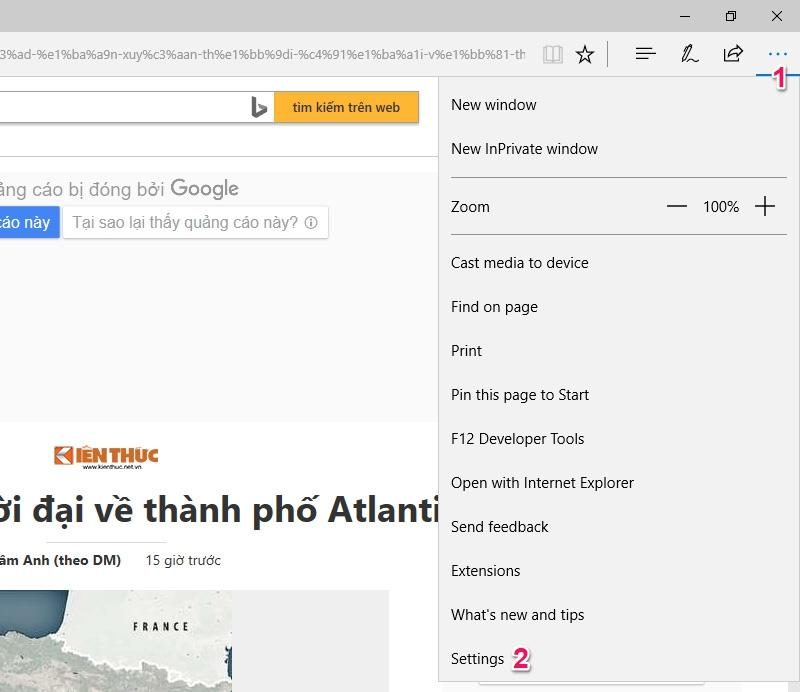 3%ad-%e1%ba%a9n-xuy%c3%aan-th%e1%bb%9di-%c4%91%e1%ba%a1i-v%e1%bb%81-th
1
tìm kiếm trên web
New window
New InPrivate window
Zoom 100%
ảng cáo bị đóng bởi Google
cáo này Tại sao lại thấy quảng cáo này?
Cast media to device
Find on page
Print
Pin this page to Start
F12 Developer Tools
Open with Internet Explorer
Send feedback
Extensions
What's new and tips
Settings 2
KIẾN THỨC
www.kienthuc.net.vn
ời đại về thành phố Atlanti
âm Anh (theo DM) 15 giờ trước
FRANCE